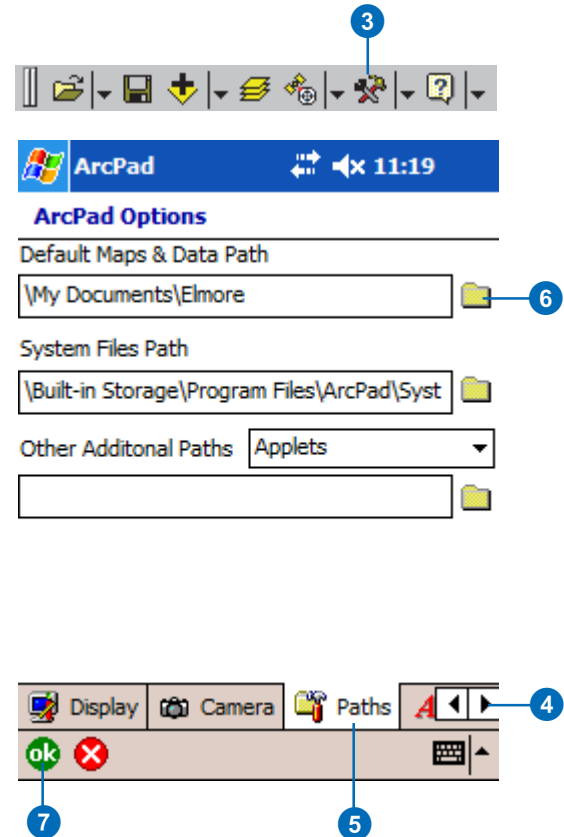 3
ArcPad 11:19
ArcPad Options
Default Maps & Data Path
\My Documents\Elmore
6
System Files Path
\Built-in Storage\Program Files\ArcPad\Syst
Other Additonal Paths Applets
Display Camera Paths A
4
ok
7 5